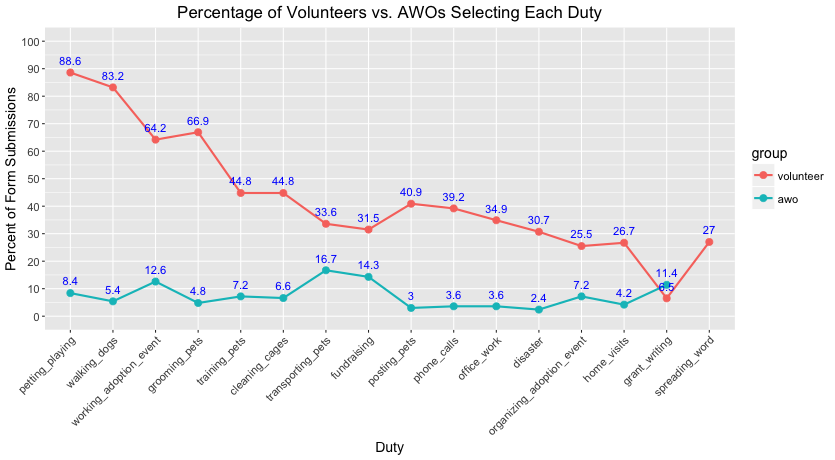 Percentage of Volunteers vs. AWOs Selecting Each Duty
Percent of Form Submissions
100
90
80
70
60
50
40
30
20
10
0
88.6
83.2
64.2
66.9
44.8
44.8
33.6
31.5
40.9
39.2
34.9
30.7
25.5
26.7
6.5
27
8.4
5.4
12.6
4.8
7.2
6.6
16.7
14.3
3
3.6
3.6
2.4
7.2
4.2
11.4
petting_playing
walking_dogs
working_adoption_event
grooming_pets
training_pets
cleaning_cages
transporting_pets
fundraising
posting_pets
phone_calls
office_work
disaster
organizing_adoption_event
home_visits
grant_writing
spreading_word
Duty
group
volunteer
awo